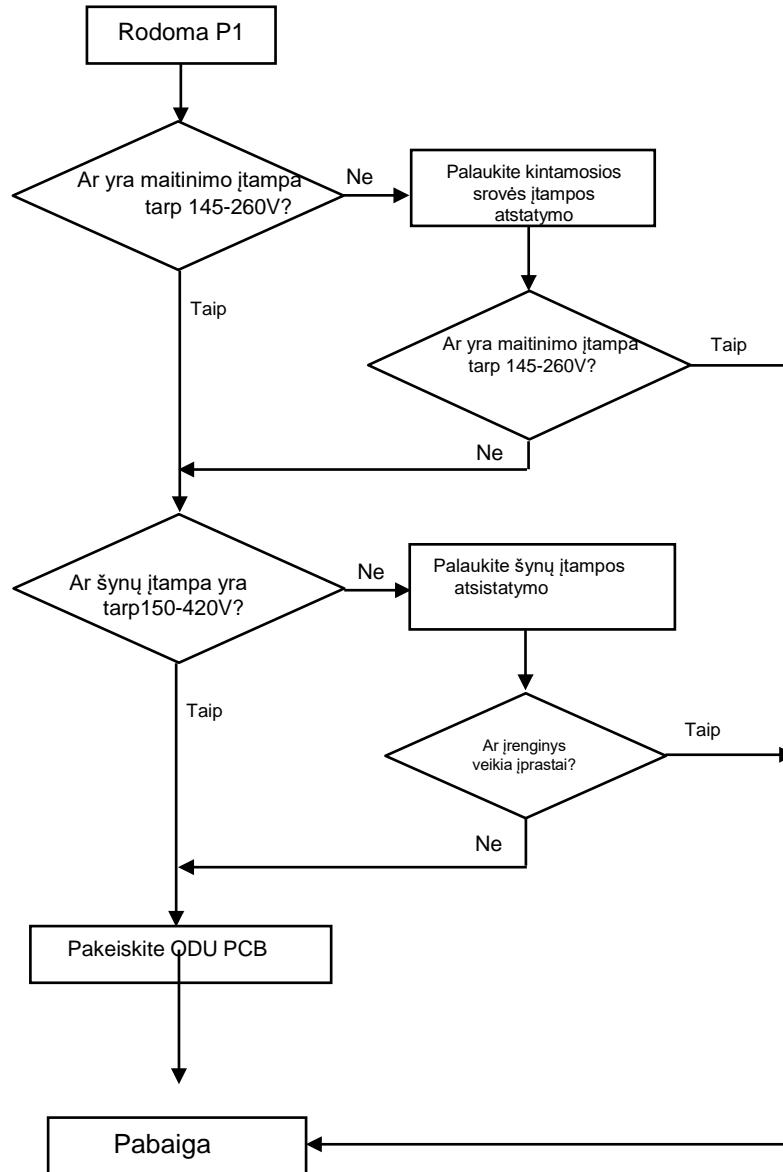 Rodoma P1
Ar yra maitinimo įtampa
tarp 145-260V?
Ne
Palaukite kintamosios
srovės įtampos
atstatymo
Taip
Ar yra maitinimo įtampa
tarp 145-260V?
Taip
Ne
Ar šynų įtampa yra
tarp150-420V?
Ne
Palaukite šynų įtampos
atsistatymo
Taip
Ar įrenginys
veikia įprastai?
Taip
Ne
Pakeiskite ODU PCB
Pabaiga